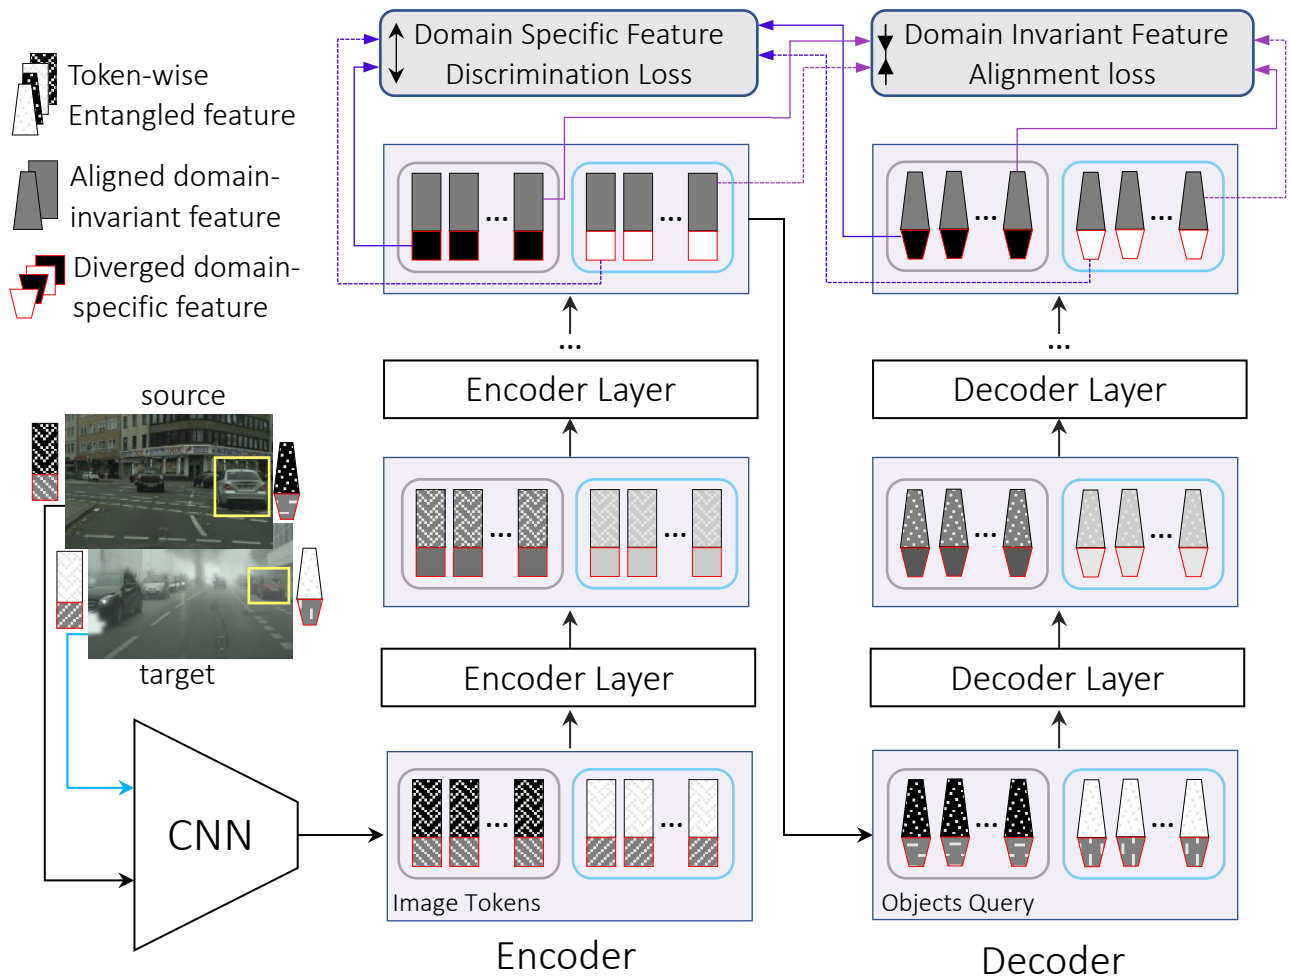 Domain Specific Feature
Discrimination Loss
Domain Invariant Feature
Alignment loss
Token-wise
Entangled feature
Aligned domain-
invariant feature
Diverged domain-
specific feature
...
...
...
...
...
...
Encoder Layer
Decoder Layer
source
...
...
...
...
target
Encoder Layer
Decoder Layer
CNN
...
...
...
...
Image Tokens
Objects Query
Encoder
Decoder